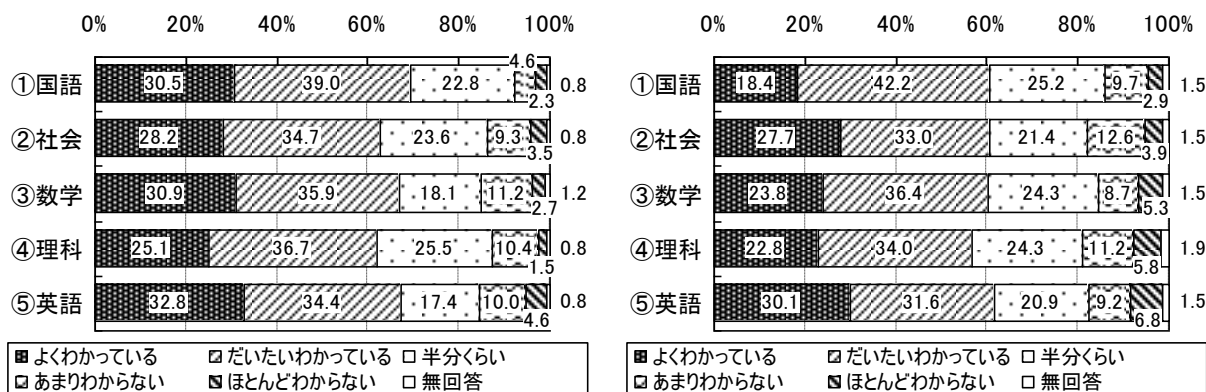 0% 20% 40% 60% 80% 100%
①国語 30.5 39.0 22.8 4.6 2.3 0.8
②社会 28.2 34.7 23.6 9.3 3.5 0.8
③数学 30.9 35.9 18.1 11.2 2.7 1.2
④理科 25.1 36.7 25.5 10.4 1.5 0.8
⑤英語 32.8 34.4 17.4 10.0 4.6 0.8
よくわかっている だいたいわかっている 半分くらい
あまりわからない ほとんどわからない 無回答
0% 20% 40% 60% 80% 100%
①国語 18.4 42.2 25.2 9.7 2.9 1.5
②社会 27.7 33.0 21.4 12.6 3.9 1.5
③数学 23.8 36.4 24.3 8.7 5.3 1.5
④理科 22.8 34.0 24.3 11.2 5.8 1.9
⑤英語 30.1 31.6 20.9 9.2 6.8 1.5
よくわかっている だいたいわかっている 半分くらい
あまりわからない ほとんどわからない 無回答